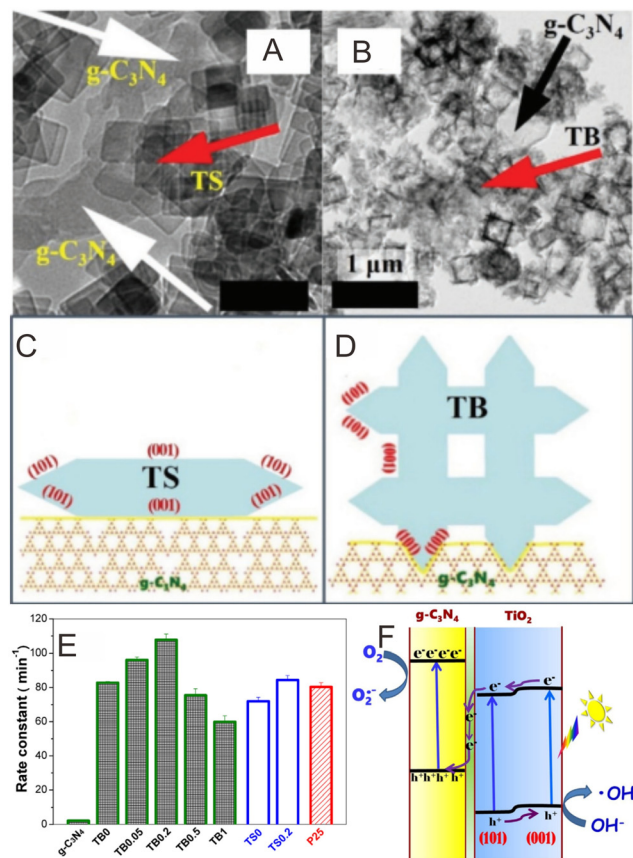 A
g-C₃N₄
TS
g-C₃N₄
B
g-C₃N₄
TB
1 µm
C
(001)
(101)
(101)
TS
(101)
(101)
(001)
g-C₃N₄
D
(101)
(101)
TB
(100)
g-C₃N₄
E
Rate constant ( min⁻¹)
120
100
80
60
40
20
0
g-C₃N₄
TB0
TB0.05
TB0.2
TB0.5
TB1
TS0
TS0.2
P25
F
g-C₃N₄
TiO₂
O₂
O₂·⁻
e⁻e⁻e⁻e⁻
e⁻
e⁻
e⁻
e⁻
h⁺h⁺h⁺h⁺
h⁺
h⁺
(101)
(001)
·OH
OH⁻